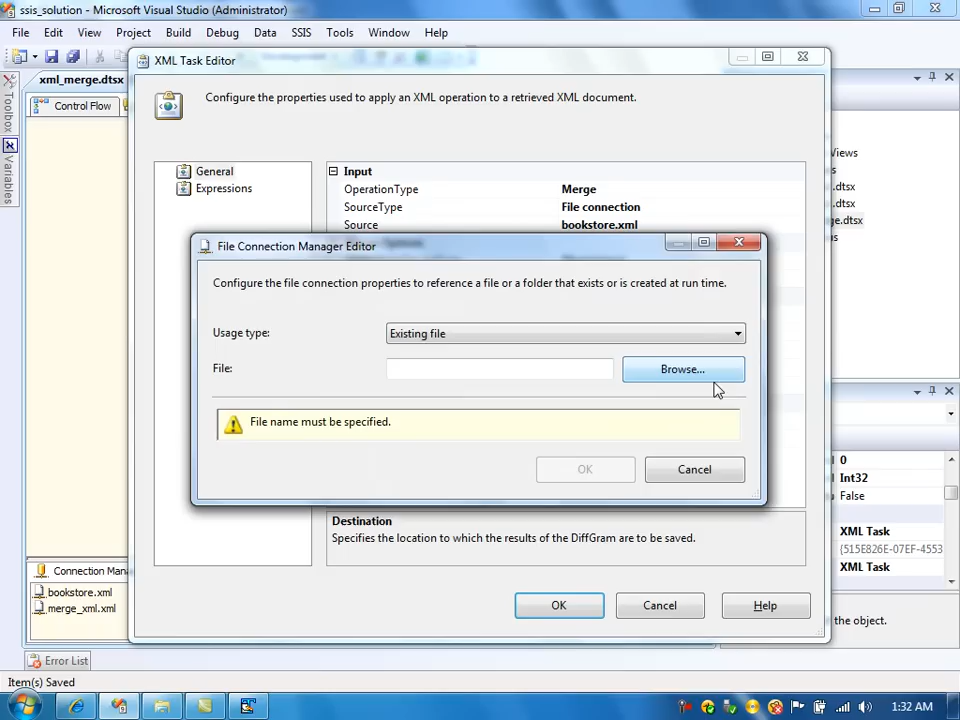 ssis_solution - Microsoft Visual Studio (Administrator)
File Edit View Project Build Debug Data SSIS Tools Window Help
xml_merge.dtsx
Control Flow
Toolbox
Variables
XML Task Editor
Configure the properties used to apply an XML operation to a retrieved XML document.
General
Expressions
Input
OperationType Merge
SourceType File connection
Source bookstore.xml
File Connection Manager Editor
Configure the file connection properties to reference a file or a folder that exists or is created at run time.
Usage type: Existing file
File: Browse...
File name must be specified.
OK Cancel
Destination
Specifies the location to which the results of the DiffGram are to be saved.
OK Cancel Help
Views
.dtsx
.dtsx
ge.dtsx
0
Int32
False
XML Task
{515E826E-07EF-4553
XML Task
the object.
Connection Mana
bookstore.xml
merge_xml.xml
Error List
Item(s) Saved
1:32 AM